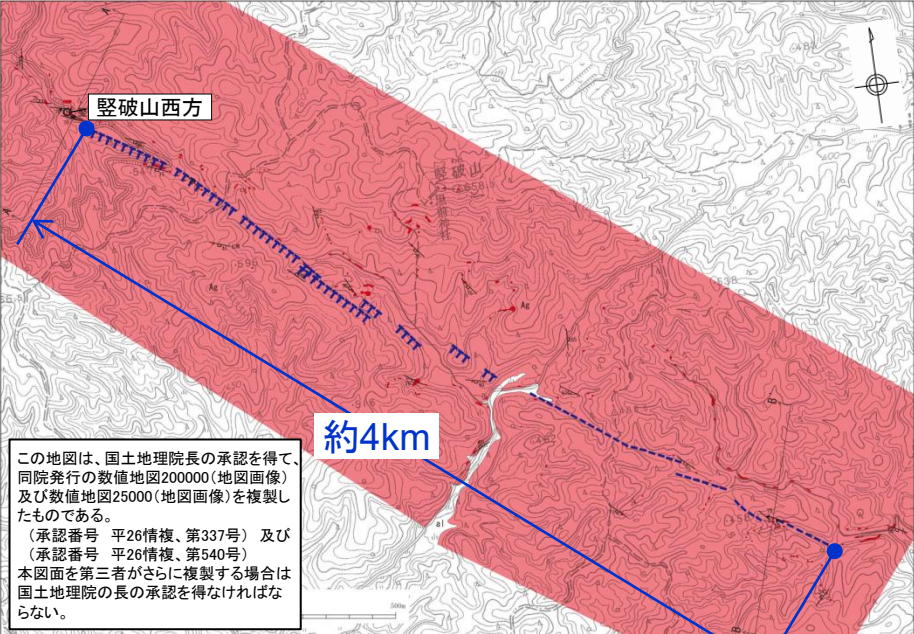 竪破山西方
竪破山
658
596
Ag
Ag
約4km
al
A
B
B
500m
この地図は、国土地理院長の承認を得て、
同院発行の数値地図200000(地図画像)
及び数値地図25000(地図画像)を複製し
たものである。
(承認番号 平26情複、第337号) 及び
(承認番号 平26情複、第540号)
本図面を第三者がさらに複製する場合は
国土地理院の長の承認を得なければな
らない。